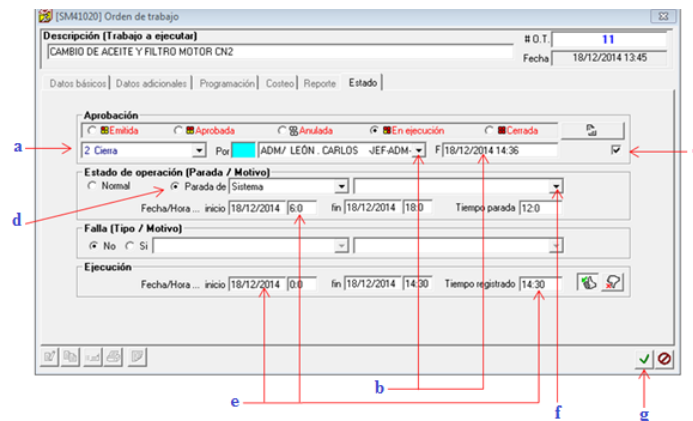 [SM41020] Orden de trabajo
Descripción (Trabajo a ejecutar)
# O.T. 11
CAMBIO DE ACEITE Y FILTRO MOTOR CN2
Fecha 18/12/2014 13:45
Datos básicos Datos adicionales Programación Costeo Reporte Estado
Aprobación
Emitida Aprobada Anulada En ejecución Cerrada
a 2 Cierra Por ADM/ LEÓN . CARLOS JEF-ADM- F 18/12/2014 14:36
Estado de operación (Parada / Motivo)
d Normal Parada de Sistema
Fecha/Hora ... inicio 18/12/2014 6:0 fin 18/12/2014 18:0 Tiempo parada 12:0
Falla (Tipo / Motivo)
No Si
Ejecución
Fecha/Hora ... inicio 18/12/2014 0:0 fin 18/12/2014 14:30 Tiempo registrado 14:30
e b f g